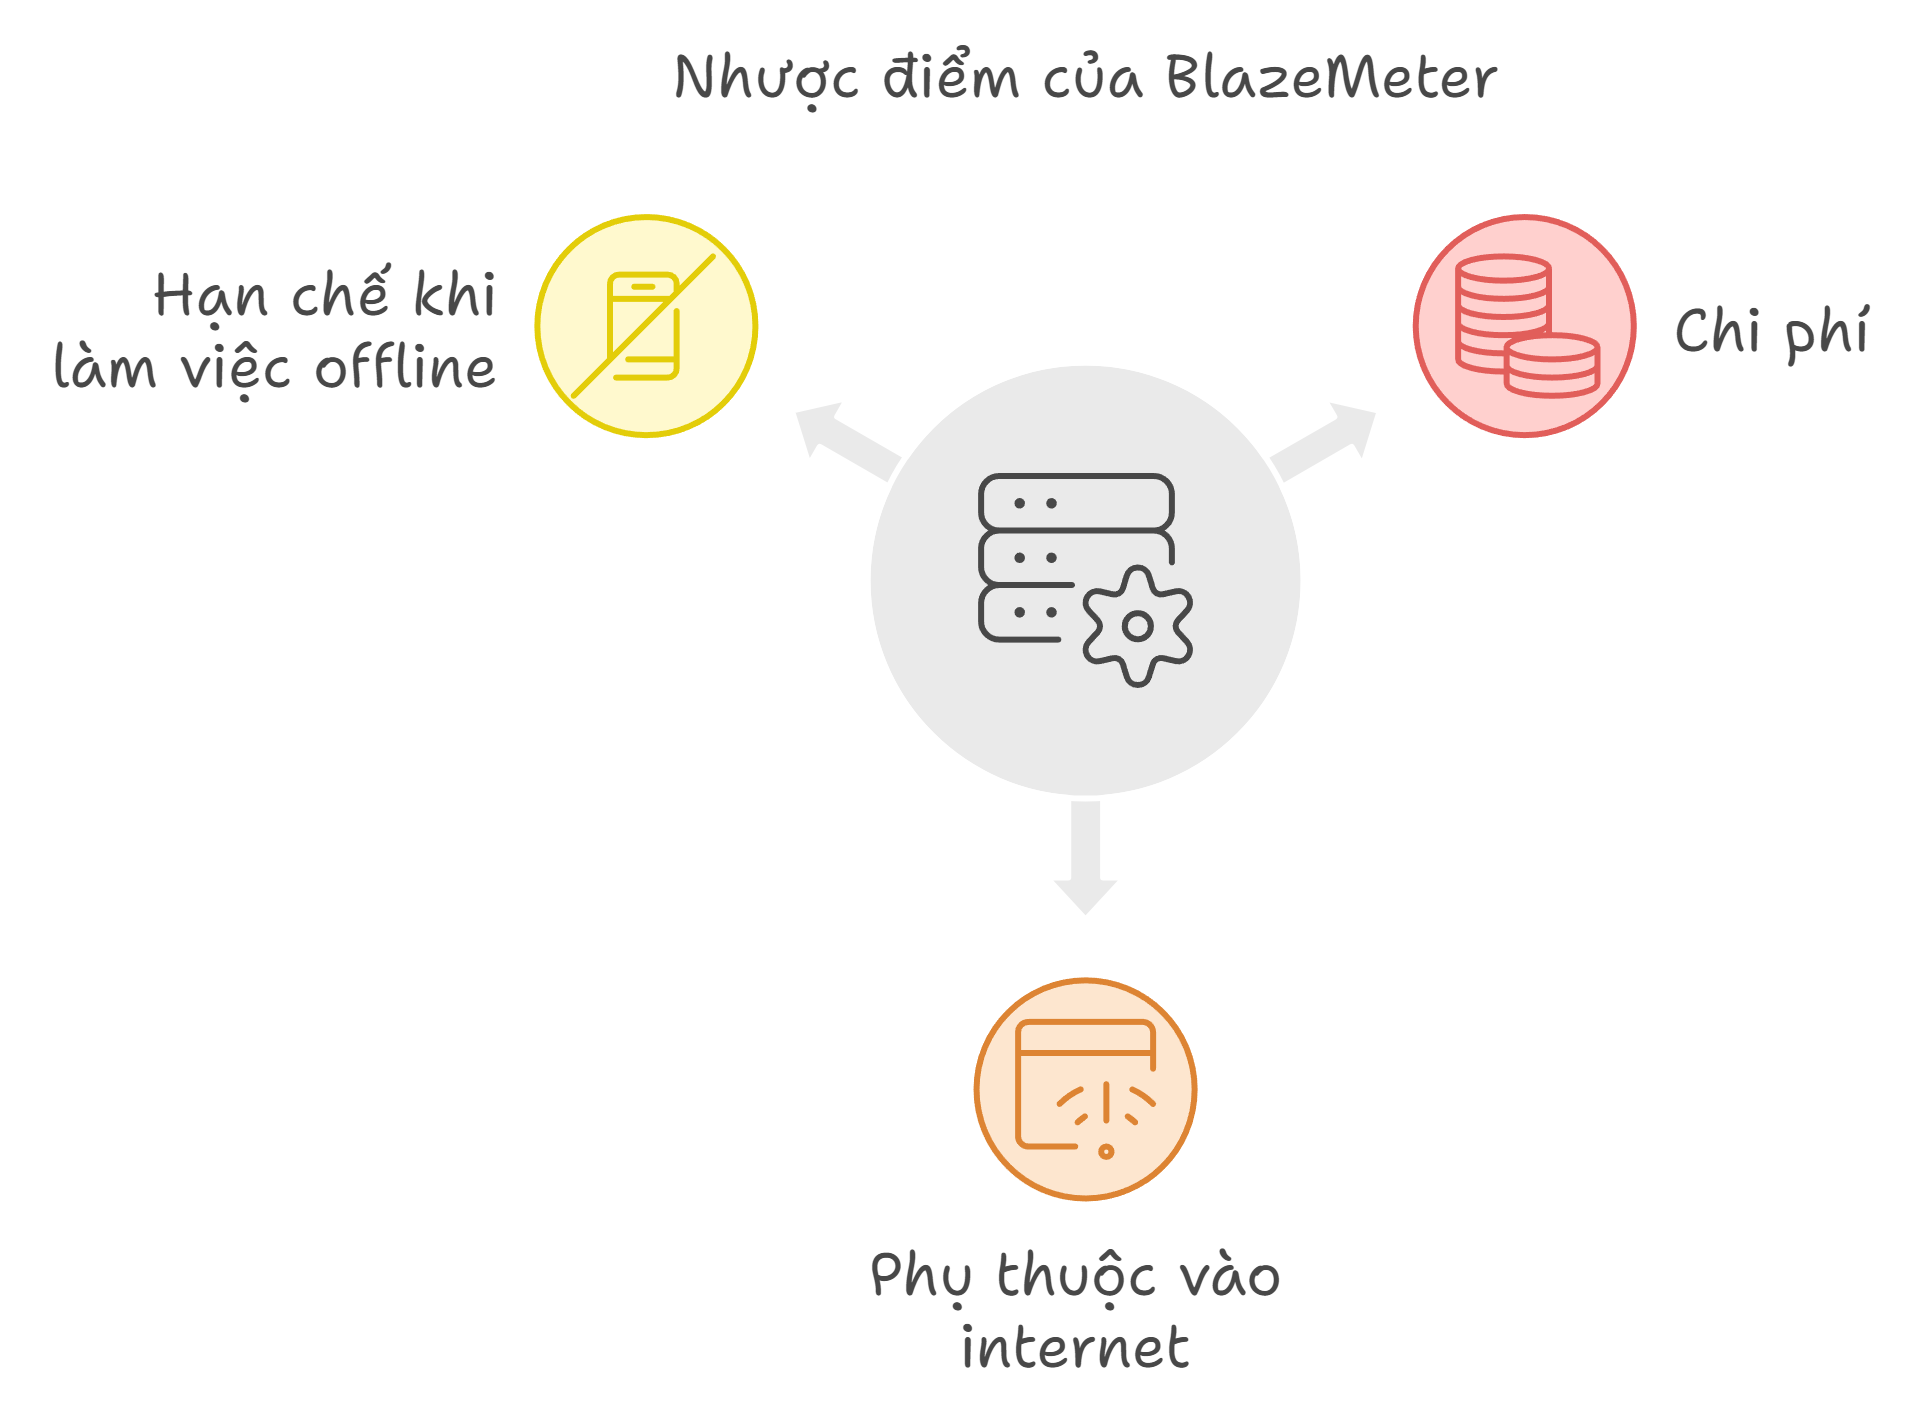 Nhược điểm của BlazeMeter
Hạn chế khi
làm việc offline
Chi phí
Phụ thuộc vào
internet